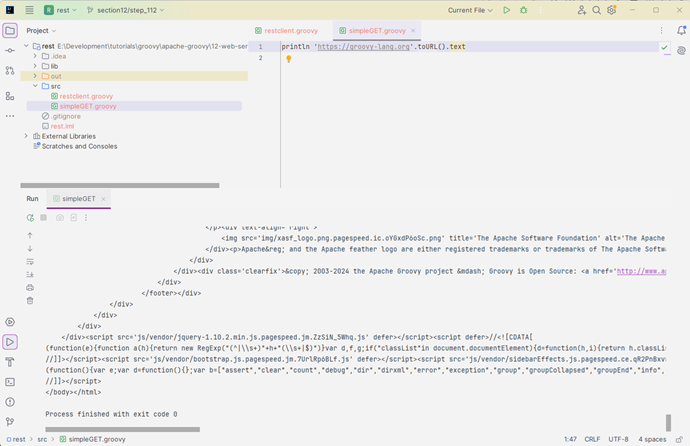 rest
section12/step_112
Current File
Project
restclient.groovy
simpleGET.groovy
rest E:\Development\tutorials\groovy\apache-groovy\12-web-ser
.idea
lib
out
src
restclient.groovy
simpleGET.groovy
.gitignore
rest.iml
External Libraries
Scratches and Consoles
1 println 'https://groovy-lang.org'.toURL().text
2
Run simpleGET
<img src='img/xasf_logo.png.pagespeed.ic.oYGxdP6oSc.png' title='The Apache Software Foundation' alt='The Apache
</div><p>Apache&reg; and the Apache feather logo are either registered trademarks or trademarks of The Apache Softw
</div>
</div><div class='clearfix'>&copy; 2003-2024 the Apache Groovy project &mdash; Groovy is Open Source: <a href='http://www.a
</div>
</footer></div>
</div>
</div>
</div>
</div><script src='js/vendor/jquery-1.10.2.min.js.pagespeed.jm.ZzSiN_5Whq.js' defer></script><script defer>//<![CDATA[
(function(e){function a(h){return new RegExp("(^|\\s+)"+h+"(\\s+|$)")}var d,f,g;if("classList"in document.documentElement){d=function(h,i){return h.classLis
//]]></script><script src='js/vendor/bootstrap.js.pagespeed.jm.7UrlRpöBLf.js' defer></script><script src='js/vendor/sidebarEffects.js.pagespeed.ce.qR2PnBxv
(function(){var e;var d=function(){};var b=["assert","clear","count","debug","dir","dirxml","error","exception","group","groupCollapsed","groupEnd","info",
//]]></script>
</body></html>
Process finished with exit code 0
rest
src
simpleGET.groovy
1:47 CRLF UTF-8 4 spaces